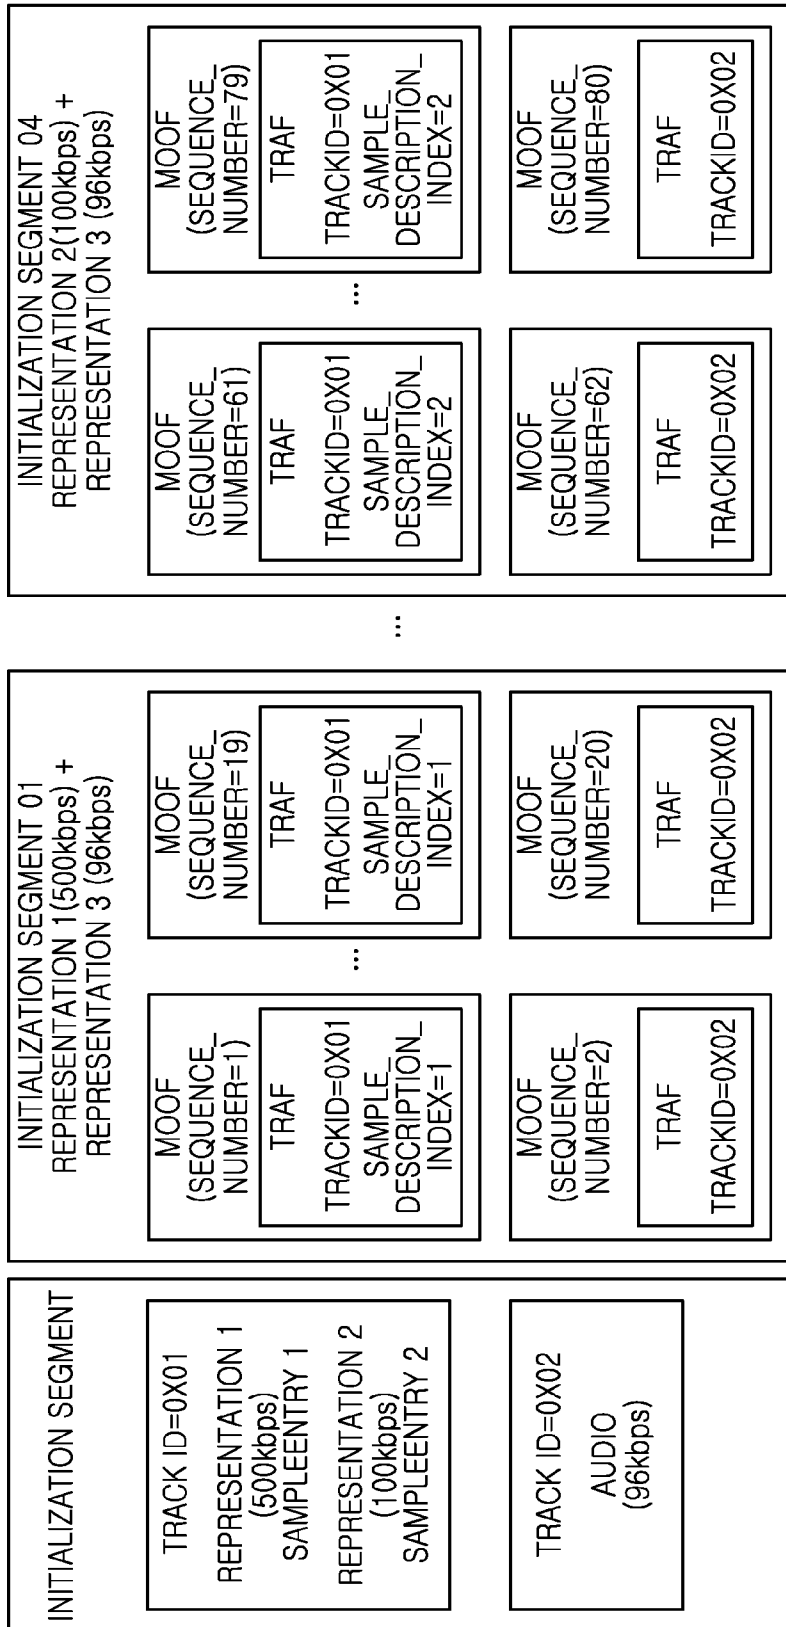 INITIALIZATION SEGMENT
TRACK ID=0X01
REPRESENTATION 1
(500kbps)
SAMPLEENTRY 1
REPRESENTATION 2
(100kbps)
SAMPLEENTRY 2
TRACK ID=0X02
AUDIO
(96kbps)
INITIALIZATION SEGMENT 01
REPRESENTATION 1(500kbps) +
REPRESENTATION 3 (96kbps)
MOOF
(SEQUENCE_
NUMBER=1)
TRAF
TRACKID=0X01
SAMPLE_
DESCRIPTION_
INDEX=1
...
MOOF
(SEQUENCE_
NUMBER=19)
TRAF
TRACKID=0X01
SAMPLE_
DESCRIPTION_
INDEX=1
MOOF
(SEQUENCE_
NUMBER=2)
TRAF
TRACKID=0X02
MOOF
(SEQUENCE_
NUMBER=20)
TRAF
TRACKID=0X02
...
INITIALIZATION SEGMENT 04
REPRESENTATION 2(100kbps) +
REPRESENTATION 3 (96kbps)
MOOF
(SEQUENCE_
NUMBER=61)
TRAF
TRACKID=0X01
SAMPLE_
DESCRIPTION_
INDEX=2
...
MOOF
(SEQUENCE_
NUMBER=79)
TRAF
TRACKID=0X01
SAMPLE_
DESCRIPTION_
INDEX=2
MOOF
(SEQUENCE_
NUMBER=62)
TRAF
TRACKID=0X02
MOOF
(SEQUENCE_
NUMBER=80)
TRAF
TRACKID=0X02